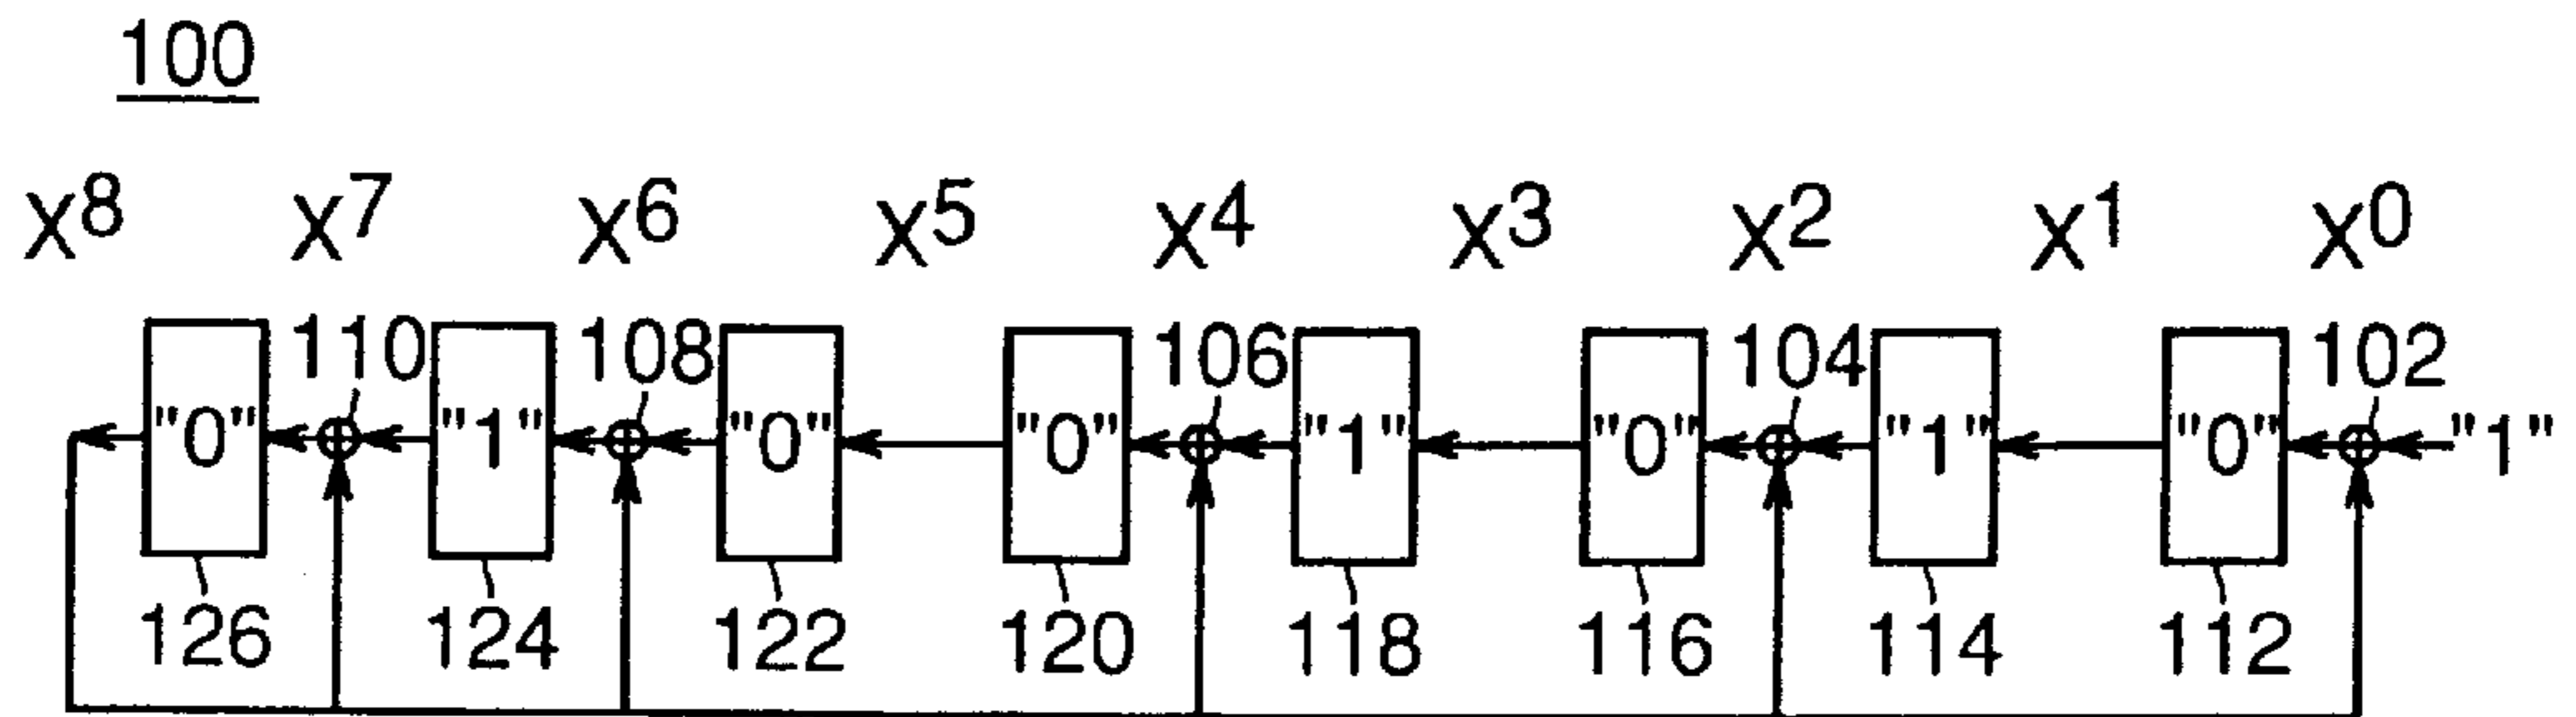 100
X⁸ X⁷ X⁶ X⁵ X⁴ X³ X² X¹ X⁰
110 108 106 104 102
"0" "1" "0" "0" "1" "0" "1" "0" "1"
126 124 122 120 118 116 114 112